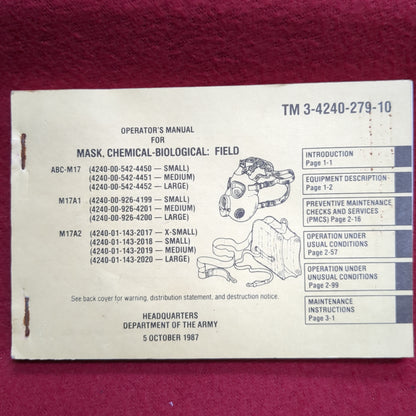 TM 3-4240-279-10
OPERATOR'S MANUAL
FOR
MASK, CHEMICAL-BIOLOGICAL: FIELD
ABC-M17 (4240-00-542-4450 — SMALL)
(4240-00-542-4451 — MEDIUM)
(4240-00-542-4452 — LARGE)
M17A1 (4240-00-926-4199 — SMALL)
(4240-00-926-4201 — MEDIUM)
(4240-00-926-4200 — LARGE)
M17A2 (4240-01-143-2017 — X-SMALL)
(4240-01-143-2018 — SMALL)
(4240-01-143-2019 — MEDIUM)
(4240-01-143-2020 — LARGE)
See back cover for warning, distribution statement, and destruction notice.
HEADQUARTERS
DEPARTMENT OF THE ARMY
5 OCTOBER 1987
INTRODUCTION
Page 1-1
EQUIPMENT DESCRIPTION
Page 1-2
PREVENTIVE MAINTENANCE
CHECKS AND SERVICES
(PMCS) Page 2-16
OPERATION UNDER
USUAL CONDITIONS
Page 2-57
OPERATION UNDER
UNUSUAL CONDITIONS
Page 2-99
MAINTENANCE
INSTRUCTIONS
Page 3-1